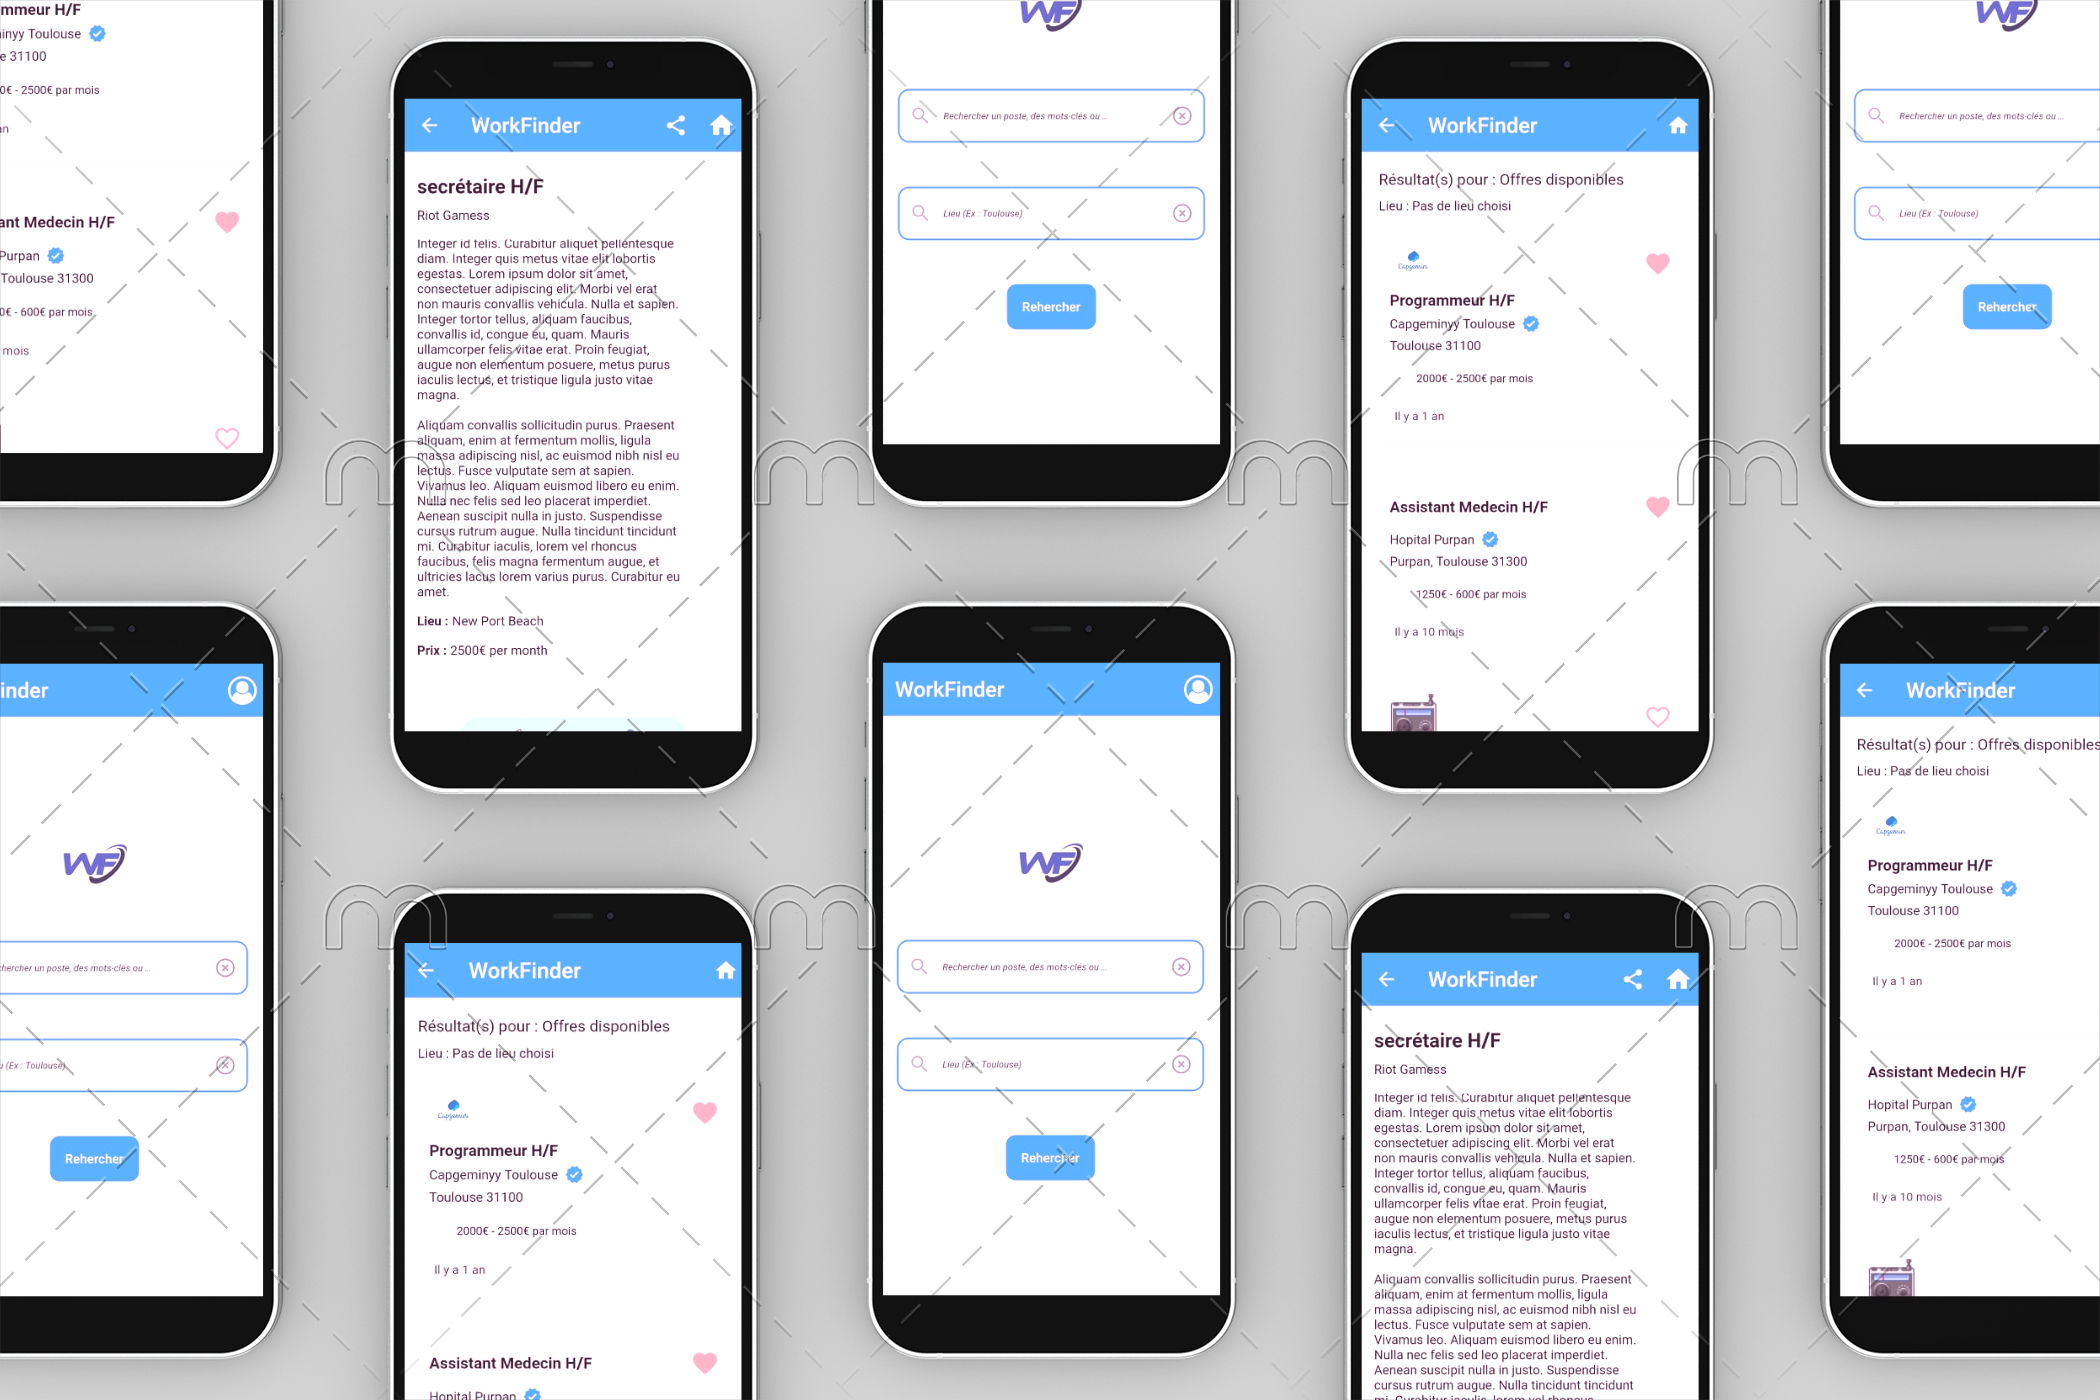 mmeur H/F
inyy Toulouse
e 31100
0€ - 2500€ par mois
an
ant Medecin H/F
Purpan
Toulouse 31300
0€ - 600€ par mois
mois
WorkFinder
secrétaire H/F
Riot Gamess
Integer id felis. Curabitur aliquet pellentesque
diam. Integer quis metus vitae elit lobortis
egestas. Lorem ipsum dolor sit amet,
consectetuer adipiscing elit. Morbi vel erat
non mauris convallis vehicula. Nulla et sapien.
Integer tortor tellus, aliquam faucibus,
convallis id, congue eu, quam. Mauris
ullamcorper felis vitae erat. Proin feugiat,
augue non elementum posuere, metus purus
iaculis lectus, et tristique ligula justo vitae
magna.
Aliquam convallis sollicitudin purus. Praesent
aliquam, enim at fermentum mollis, ligula
massa adipiscing nisl, ac euismod nibh nisl eu
lectus. Fusce vulputate sem at sapien.
Vivamus leo. Aliquam euismod libero eu enim.
Nulla nec felis sed leo placerat imperdiet.
Aenean suscipit nulla in justo. Suspendisse
cursus rutrum augue. Nulla tincidunt tincidunt
mi. Curabitur iaculis, lorem vel rhoncus
faucibus, felis magna fermentum augue, et
ultricies lacus lorem varius purus. Curabitur eu
amet.
Lieu : New Port Beach
Prix : 2500€ per month
WF
Rechercher un poste, des mots-clés ou ...
Lieu (Ex : Toulouse)
Rehercher
WorkFinder
Résultat(s) pour : Offres disponibles
Lieu : Pas de lieu choisi
Capgemini
Programmeur H/F
Capgeminyy Toulouse
Toulouse 31100
2000€ - 2500€ par mois
Il y a 1 an
Assistant Medecin H/F
Hopital Purpan
Purpan, Toulouse 31300
1250€ - 600€ par mois
Il y a 10 mois
WF
Rechercher un poste, des mots-clés ou ...
Lieu (Ex : Toulouse)
Rehercher
m m m m
inder
WF
hercher un poste, des mots-clés ou ...
u (Ex : Toulouse)
Rehercher
WorkFinder
Résultat(s) pour : Offres disponibles
Lieu : Pas de lieu choisi
Capgemini
Programmeur H/F
Capgeminyy Toulouse
Toulouse 31100
2000€ - 2500€ par mois
Il y a 1 an
Assistant Medecin H/F
Hopital Purpan
WorkFinder
WF
Rechercher un poste, des mots-clés ou ...
Lieu (Ex : Toulouse)
Rehercher
m m m m
WorkFinder
secrétaire H/F
Riot Gamess
Integer id felis. Curabitur aliquet pellentesque
diam. Integer quis metus vitae elit lobortis
egestas. Lorem ipsum dolor sit amet,
consectetuer adipiscing elit. Morbi vel erat
non mauris convallis vehicula. Nulla et sapien.
Integer tortor tellus, aliquam faucibus,
convallis id, congue eu, quam. Mauris
ullamcorper felis vitae erat. Proin feugiat,
augue non elementum posuere, metus purus
iaculis lectus, et tristique ligula justo vitae
magna.
Aliquam convallis sollicitudin purus. Praesent
aliquam, enim at fermentum mollis, ligula
massa adipiscing nisl, ac euismod nibh nisl eu
lectus. Fusce vulputate sem at sapien.
Vivamus leo. Aliquam euismod libero eu enim.
Nulla nec felis sed leo placerat imperdiet.
Aenean suscipit nulla in justo. Suspendisse
cursus rutrum augue. Nulla tincidunt tincidunt
WorkFinder
Résultat(s) pour : Offres disponibles
Lieu : Pas de lieu choisi
Capgemini
Programmeur H/F
Capgeminyy Toulouse
Toulouse 31100
2000€ - 2500€ par mois
Il y a 1 an
Assistant Medecin H/F
Hopital Purpan
Purpan, Toulouse 31300
1250€ - 600€ par mois
Il y a 10 mois